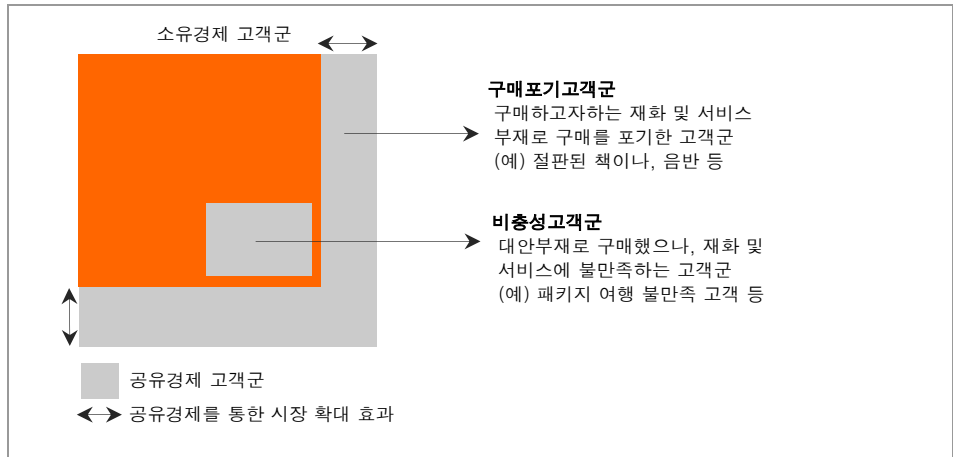 소유경제 고객군
구매포기고객군
구매하고자하는 재화 및 서비스
부재로 구매를 포기한 고객군
(예) 절판된 책이나, 음반 등
비충성고객군
대안부재로 구매했으나, 재화 및
서비스에 불만족하는 고객군
(예) 패키지 여행 불만족 고객 등
공유경제 고객군
공유경제를 통한 시장 확대 효과